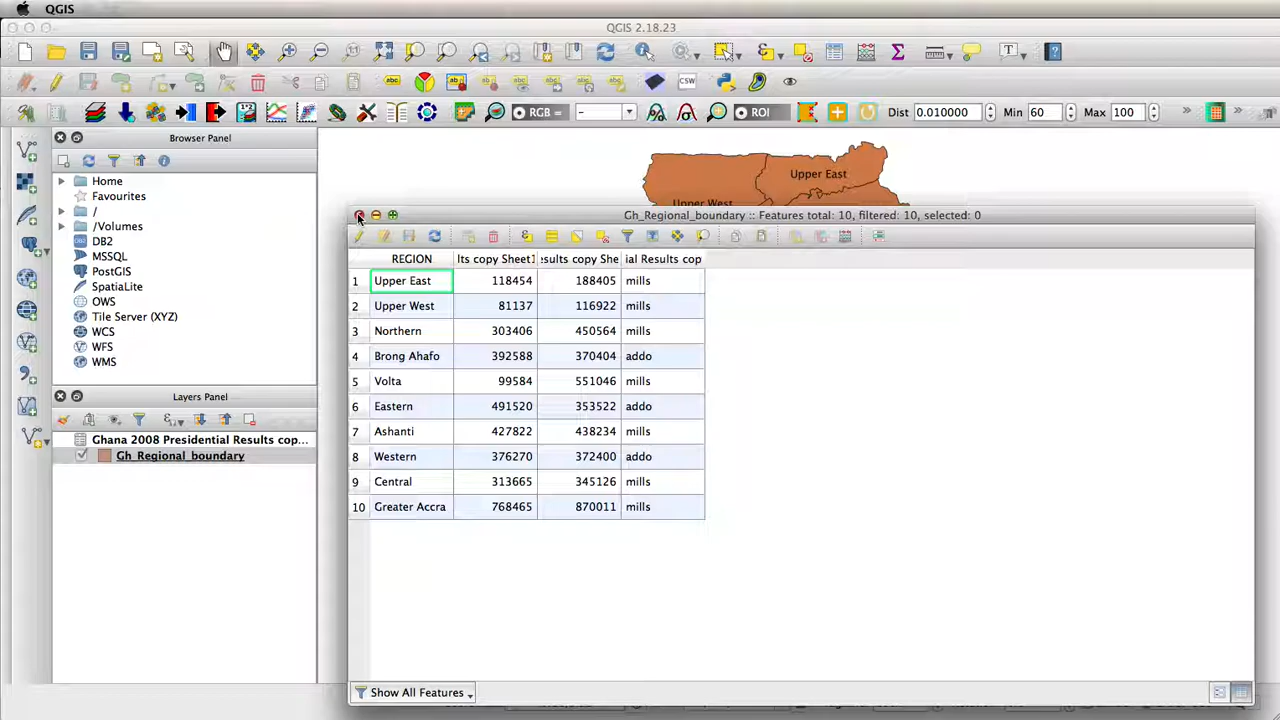 QGIS
QGIS 2.18.23
RGB =
-
ROI
Dist 0.010000
Min 60
Max 100
Browser Panel
Home
Favourites
/
/Volumes
DB2
MSSQL
PostGIS
SpatiaLite
OWS
Tile Server (XYZ)
WCS
WFS
WMS
Layers Panel
Ghana 2008 Presidential Results cop...
Gh_Regional_boundary
Upper East
Upper West
Gh_Regional_boundary :: Features total: 10, filtered: 10, selected: 0
REGION lts copy Sheet1 esults copy She ial Results cop
1 Upper East 118454 188405 mills
2 Upper West 81137 116922 mills
3 Northern 303406 450564 mills
4 Brong Ahafo 392588 370404 addo
5 Volta 99584 551046 mills
6 Eastern 491520 353522 addo
7 Ashanti 427822 438234 mills
8 Western 376270 372400 addo
9 Central 313665 345126 mills
10 Greater Accra 768465 870011 mills
Show All Features